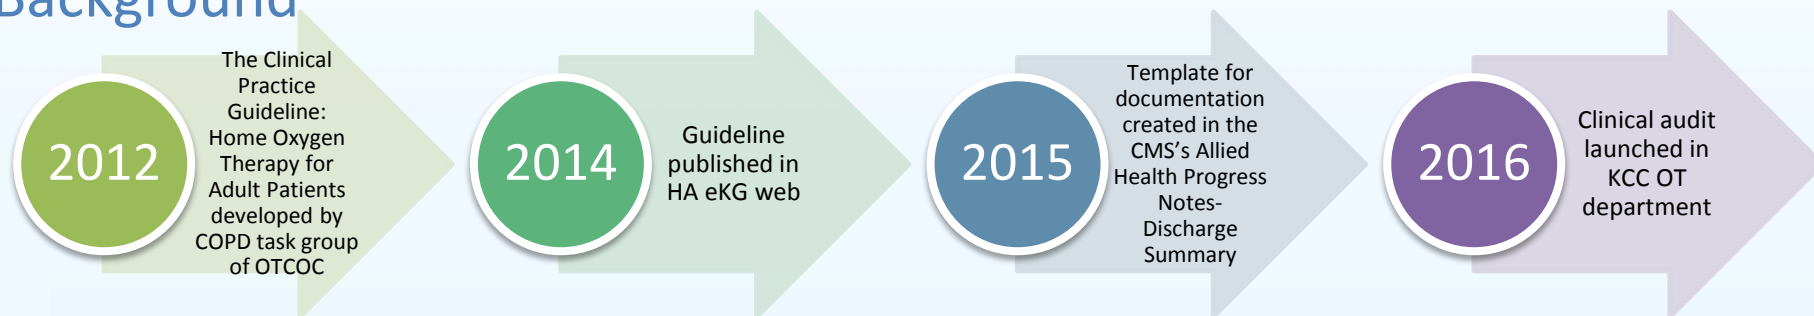 Background
2012
The Clinical
Practice
Guideline:
Home Oxygen
Therapy for
Adult Patients
developed by
COPD task group
of OTCOC
2014
Guideline
published in
HA eKG web
2015
Template for
documentation
created in the
CMS’s Allied
Health Progress
Notes-
Discharge
Summary
2016
Clinical audit
launched in
KCC OT
department